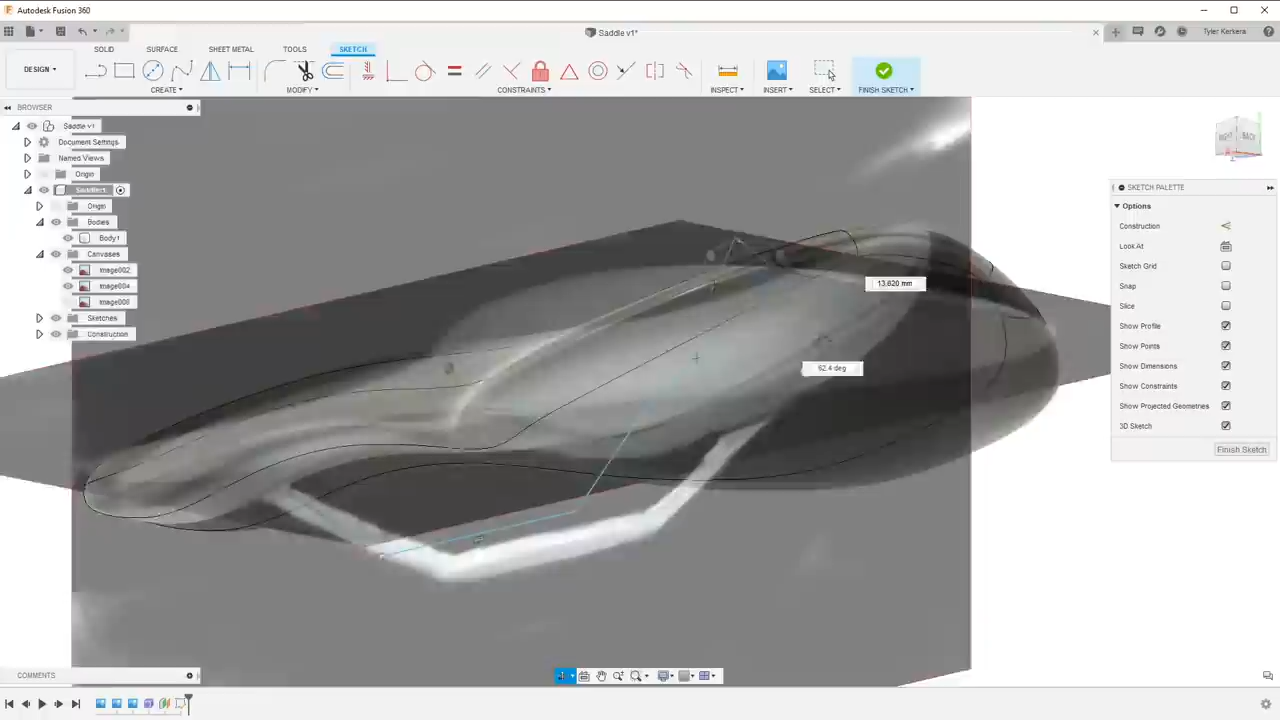 Autodesk Fusion 360
Saddle v1*
Tyler Kerkera
SOLID
SURFACE
SHEET METAL
TOOLS
SKETCH
DESIGN
CREATE
MODIFY
CONSTRAINTS
INSPECT
INSERT
SELECT
FINISH SKETCH
BROWSER
Saddle v1
Document Settings
Named Views
Origin
Origin
Bodies
Body1
Canvases
image002
image004
image008
Sketches
Construction
RIGHT
BACK
13.620 mm
62.4 deg
SKETCH PALETTE
Options
Construction
Look At
Sketch Grid
Snap
Slice
Show Profile
Show Points
Show Dimensions
Show Constraints
Show Projected Geometries
3D Sketch
Finish Sketch
COMMENTS